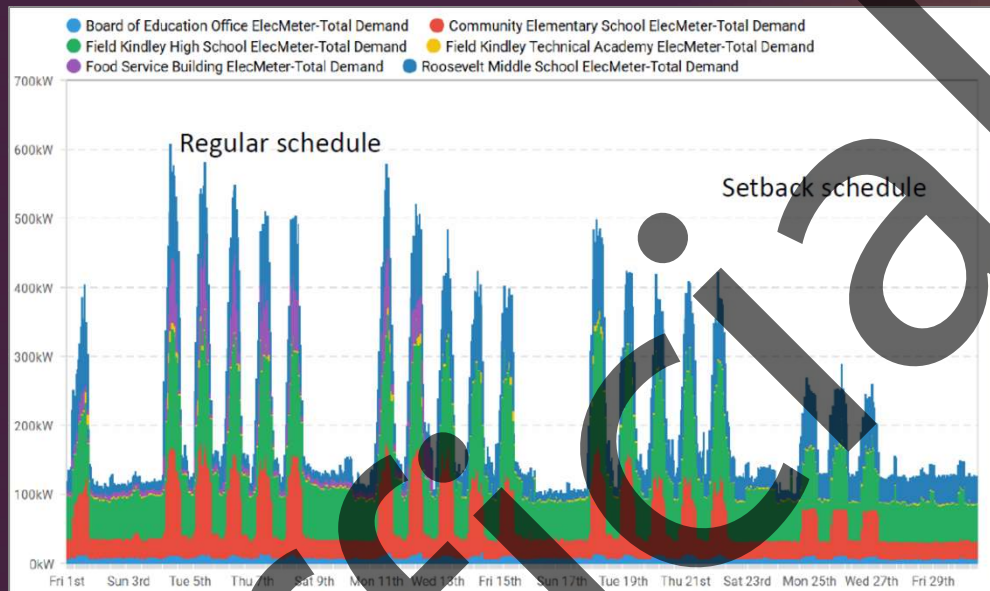 Board of Education Office ElecMeter-Total Demand Community Elementary School ElecMeter-Total Demand
Field Kindley High School ElecMeter-Total Demand Field Kindley Technical Academy ElecMeter-Total Demand
Food Service Building ElecMeter-Total Demand Roosevelt Middle School ElecMeter-Total Demand
700kW
Regular schedule
600kW
Setback schedule
500kW
400kW
300kW
200kW
100kW
0kW
Fri 1st Sun 3rd Tue 5th Thu 7th Sat 9th Mon 11th Wed 13th Fri 15th Sun 17th Tue 19th Thu 21st Sat 23rd Mon 25th Wed 27th Fri 29th